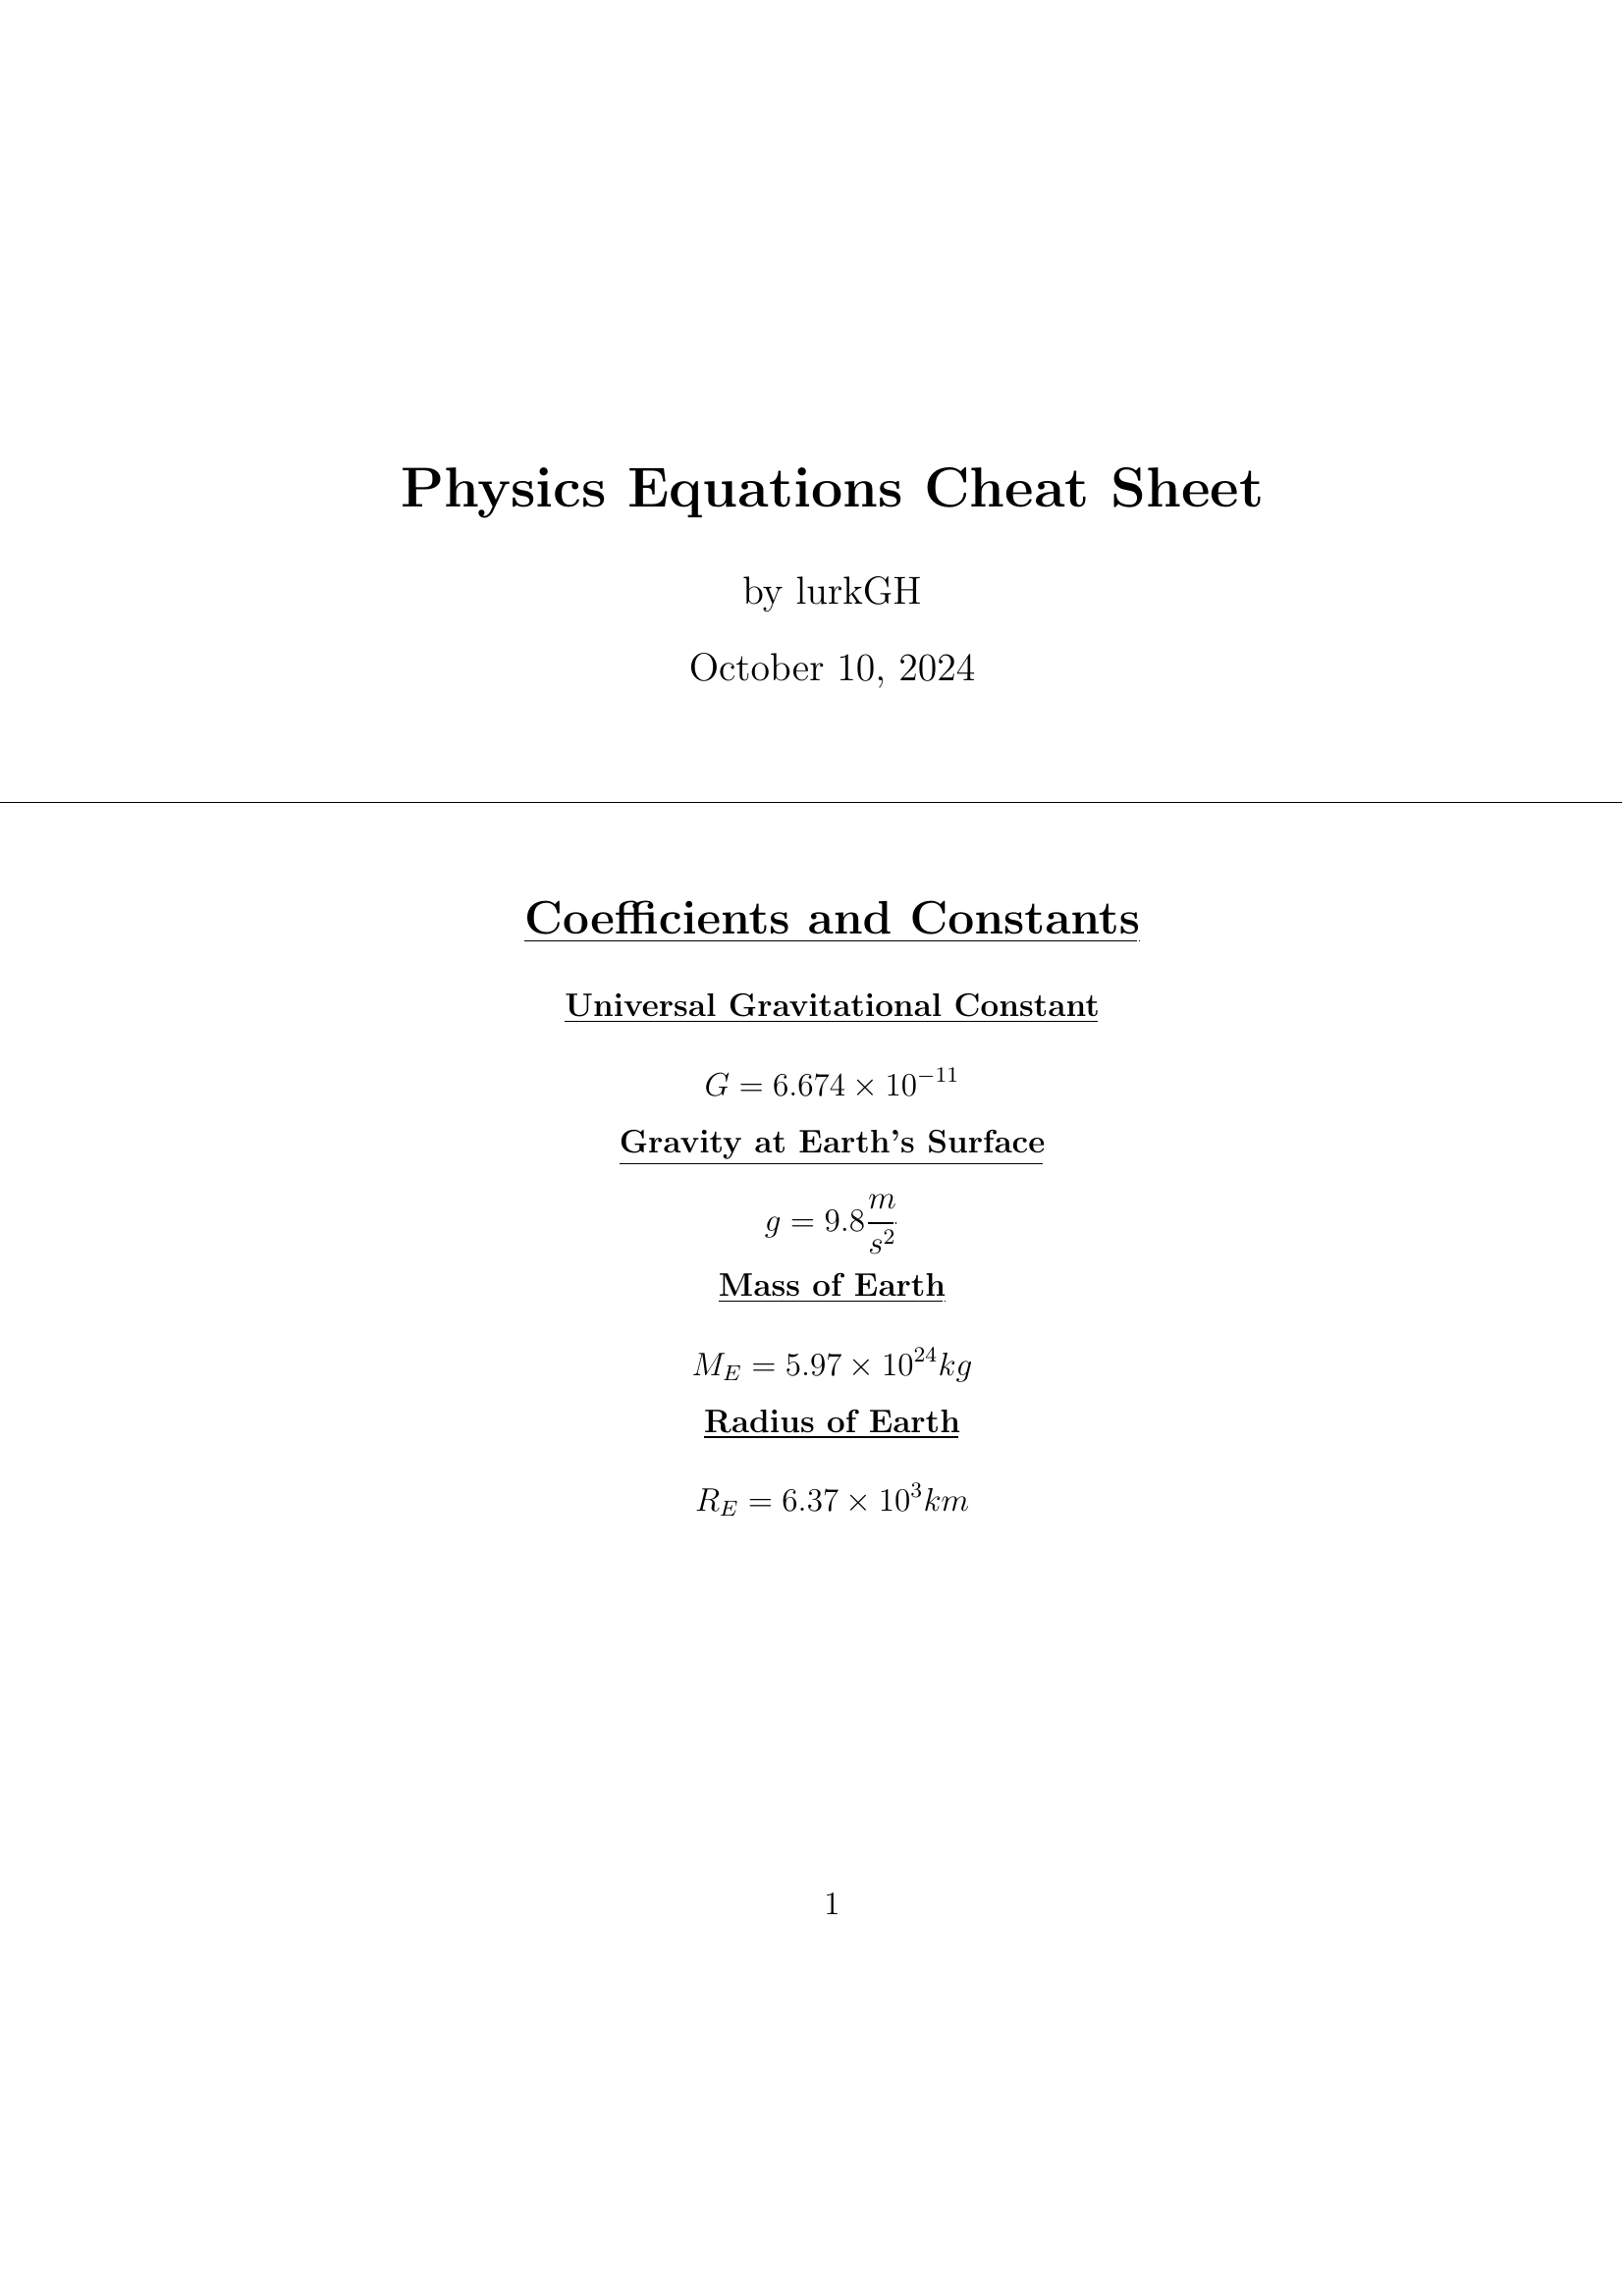 Physics Equations Cheat Sheet
by lurkGH
October 10, 2024
Coefficients and Constants
Universal Gravitational Constant
$G = 6.674 \times 10^{-11}$
Gravity at Earth's Surface
$g = 9.8\frac{m}{s^2}$
Mass of Earth
$M_E = 5.97 \times 10^{24}kg$
Radius of Earth
$R_E = 6.37 \times 10^3km$
1